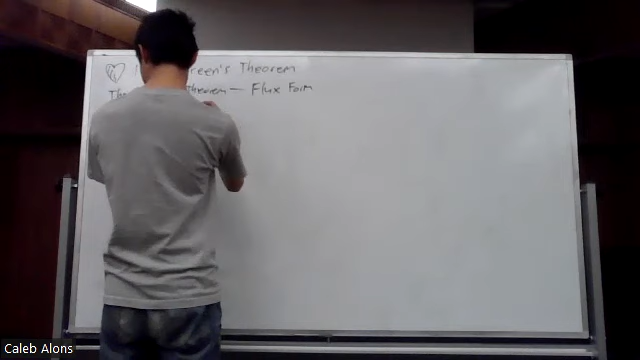 Green's Theorem
Theorem — Flux Form
Caleb Alons